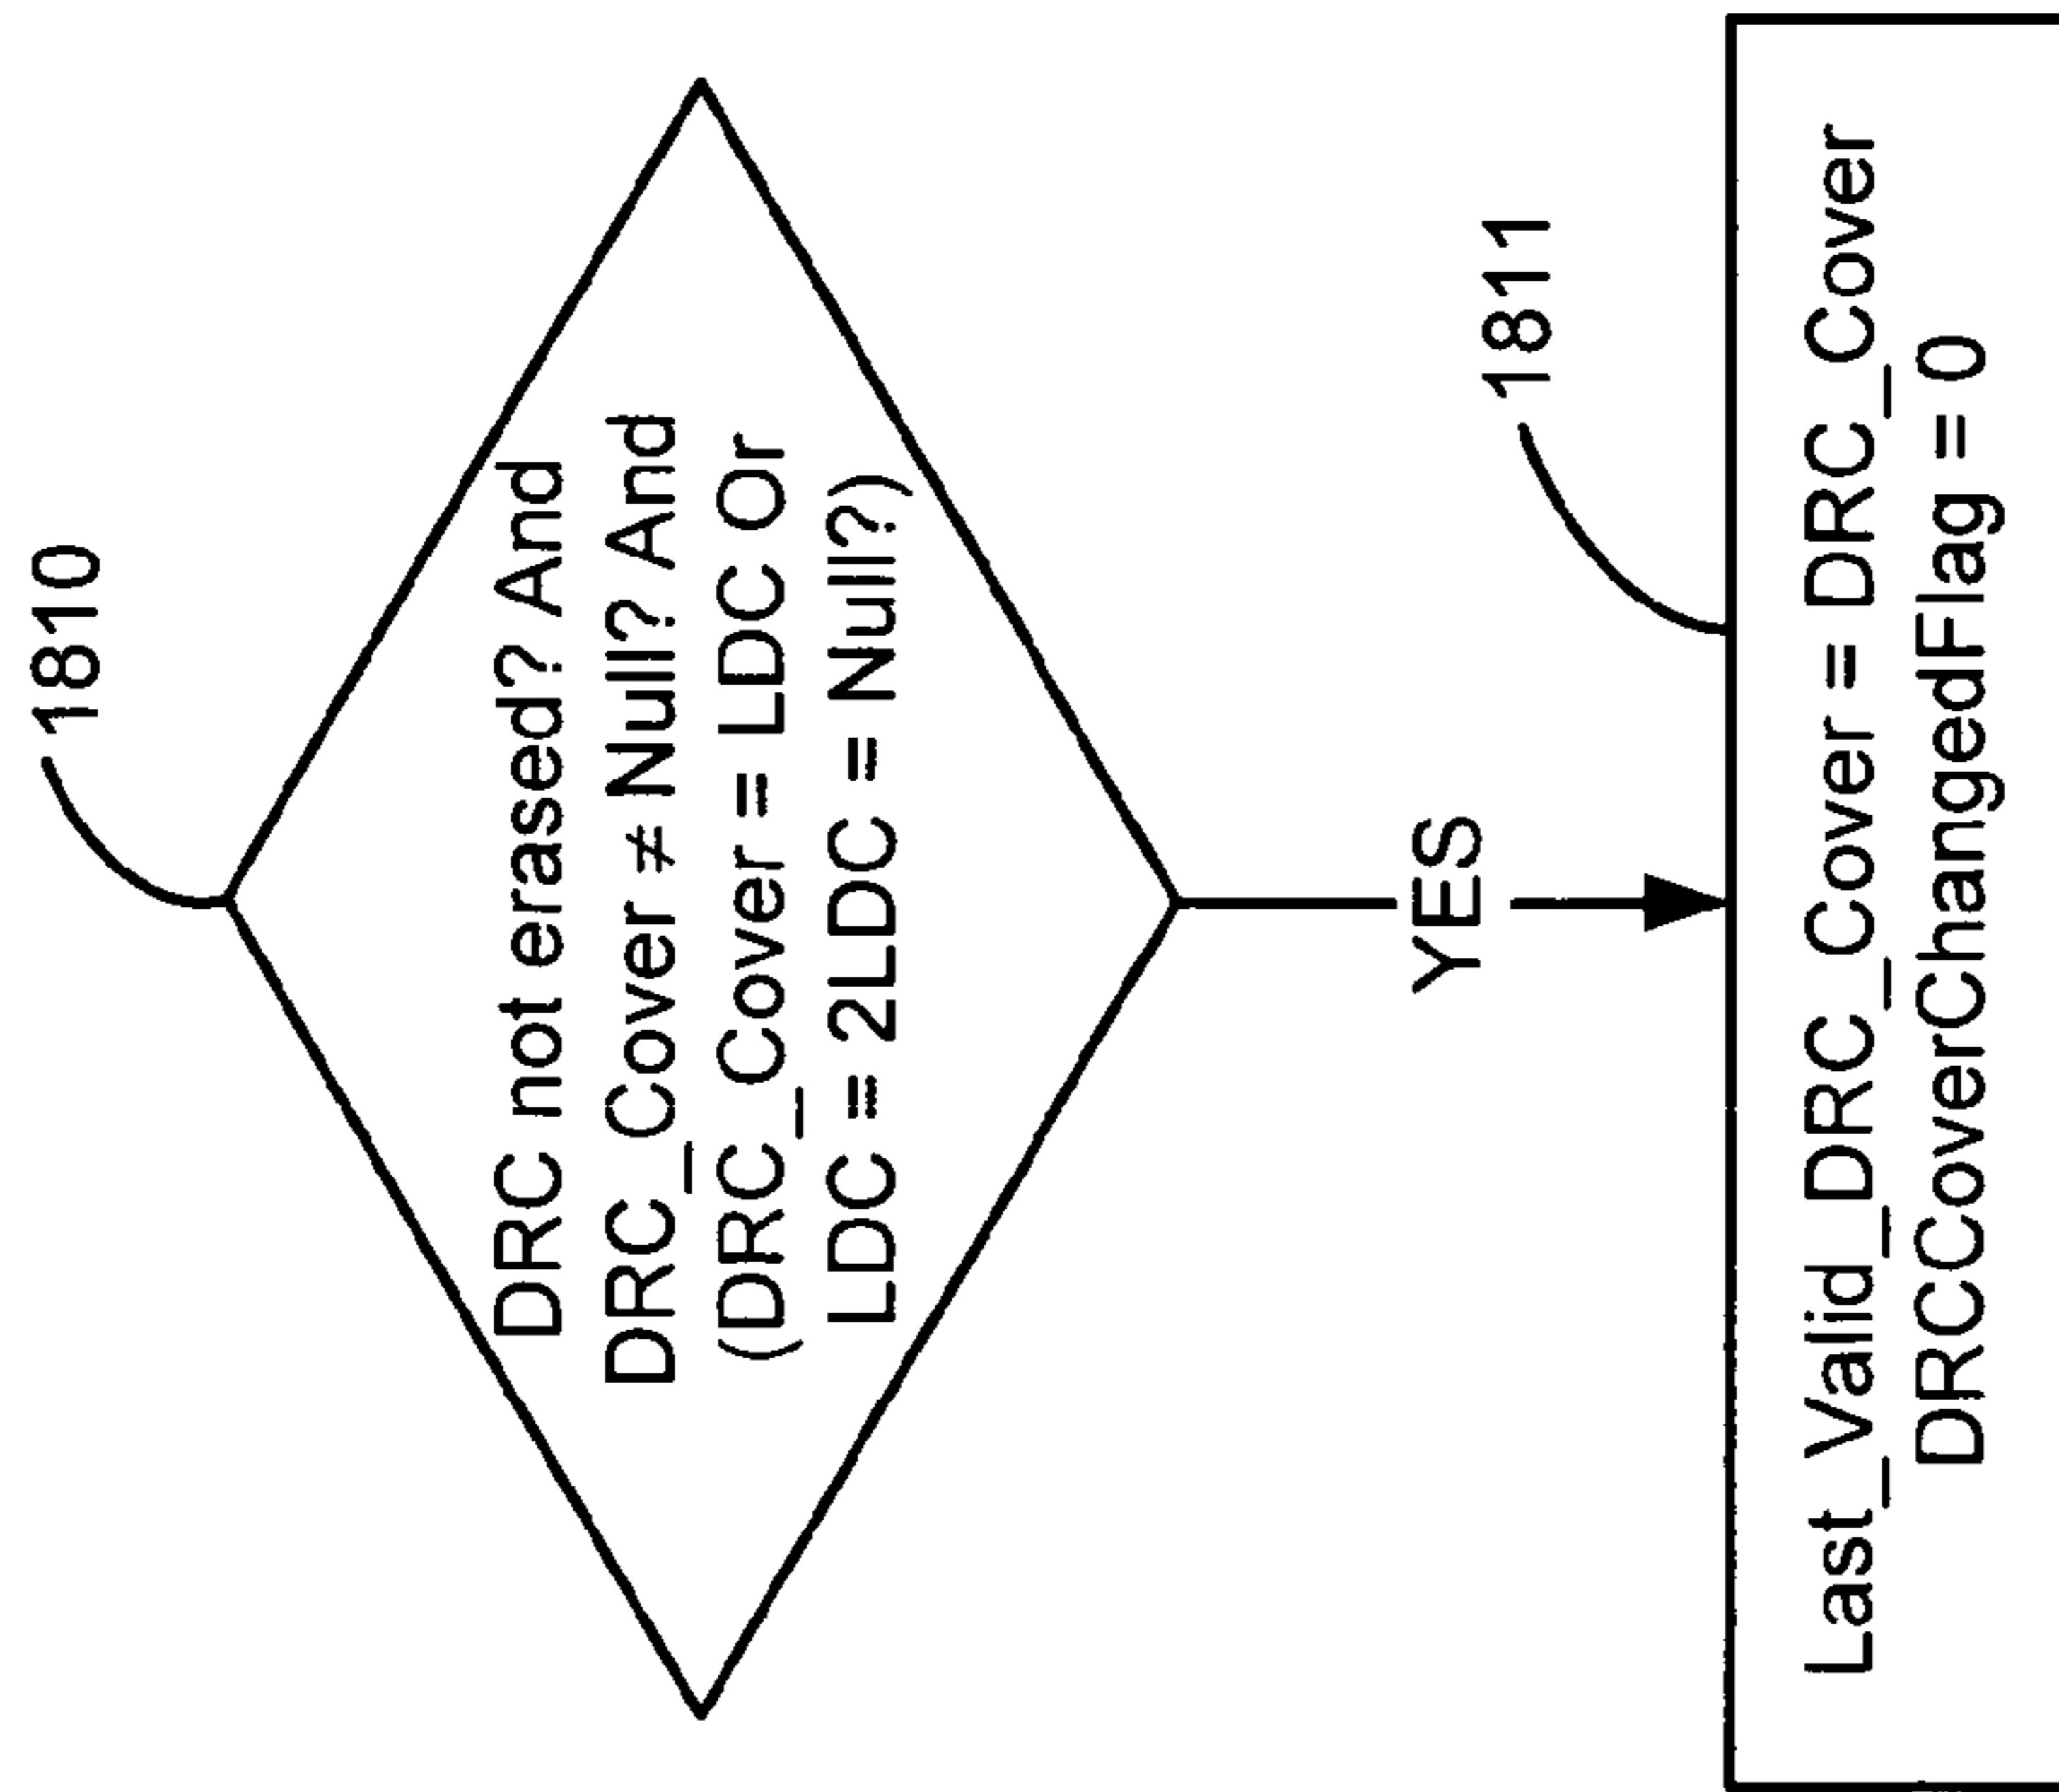 1810
DRC not erased? And
DRC_Cover ≠ Null? And
(DRC_Cover = LDC Or
LDC = 2LDC = Null?)
YES
1811
Last_Valid_DRC_Cover = DRC_Cover
DRCCoverChangedFlag = 0